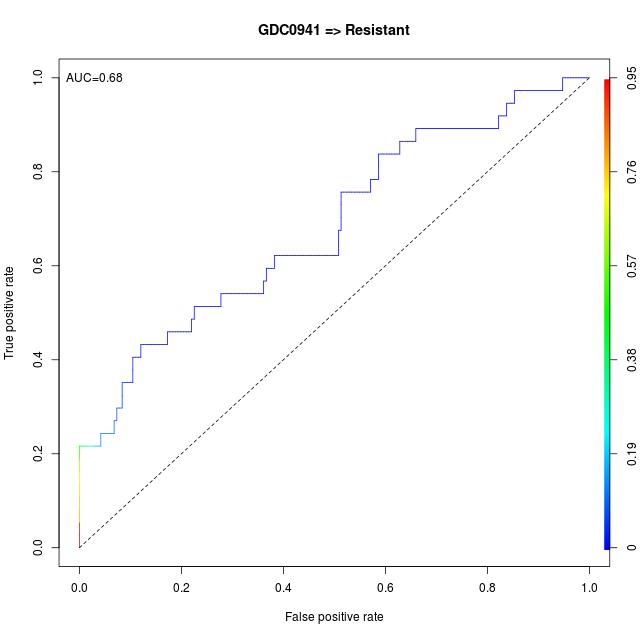 GDC0941 => Resistant
AUC=0.68
True positive rate
1.0
0.8
0.6
0.4
0.2
0.0
0.0 0.2 0.4 0.6 0.8 1.0
False positive rate
0.95
0.76
0.57
0.38
0.19
0